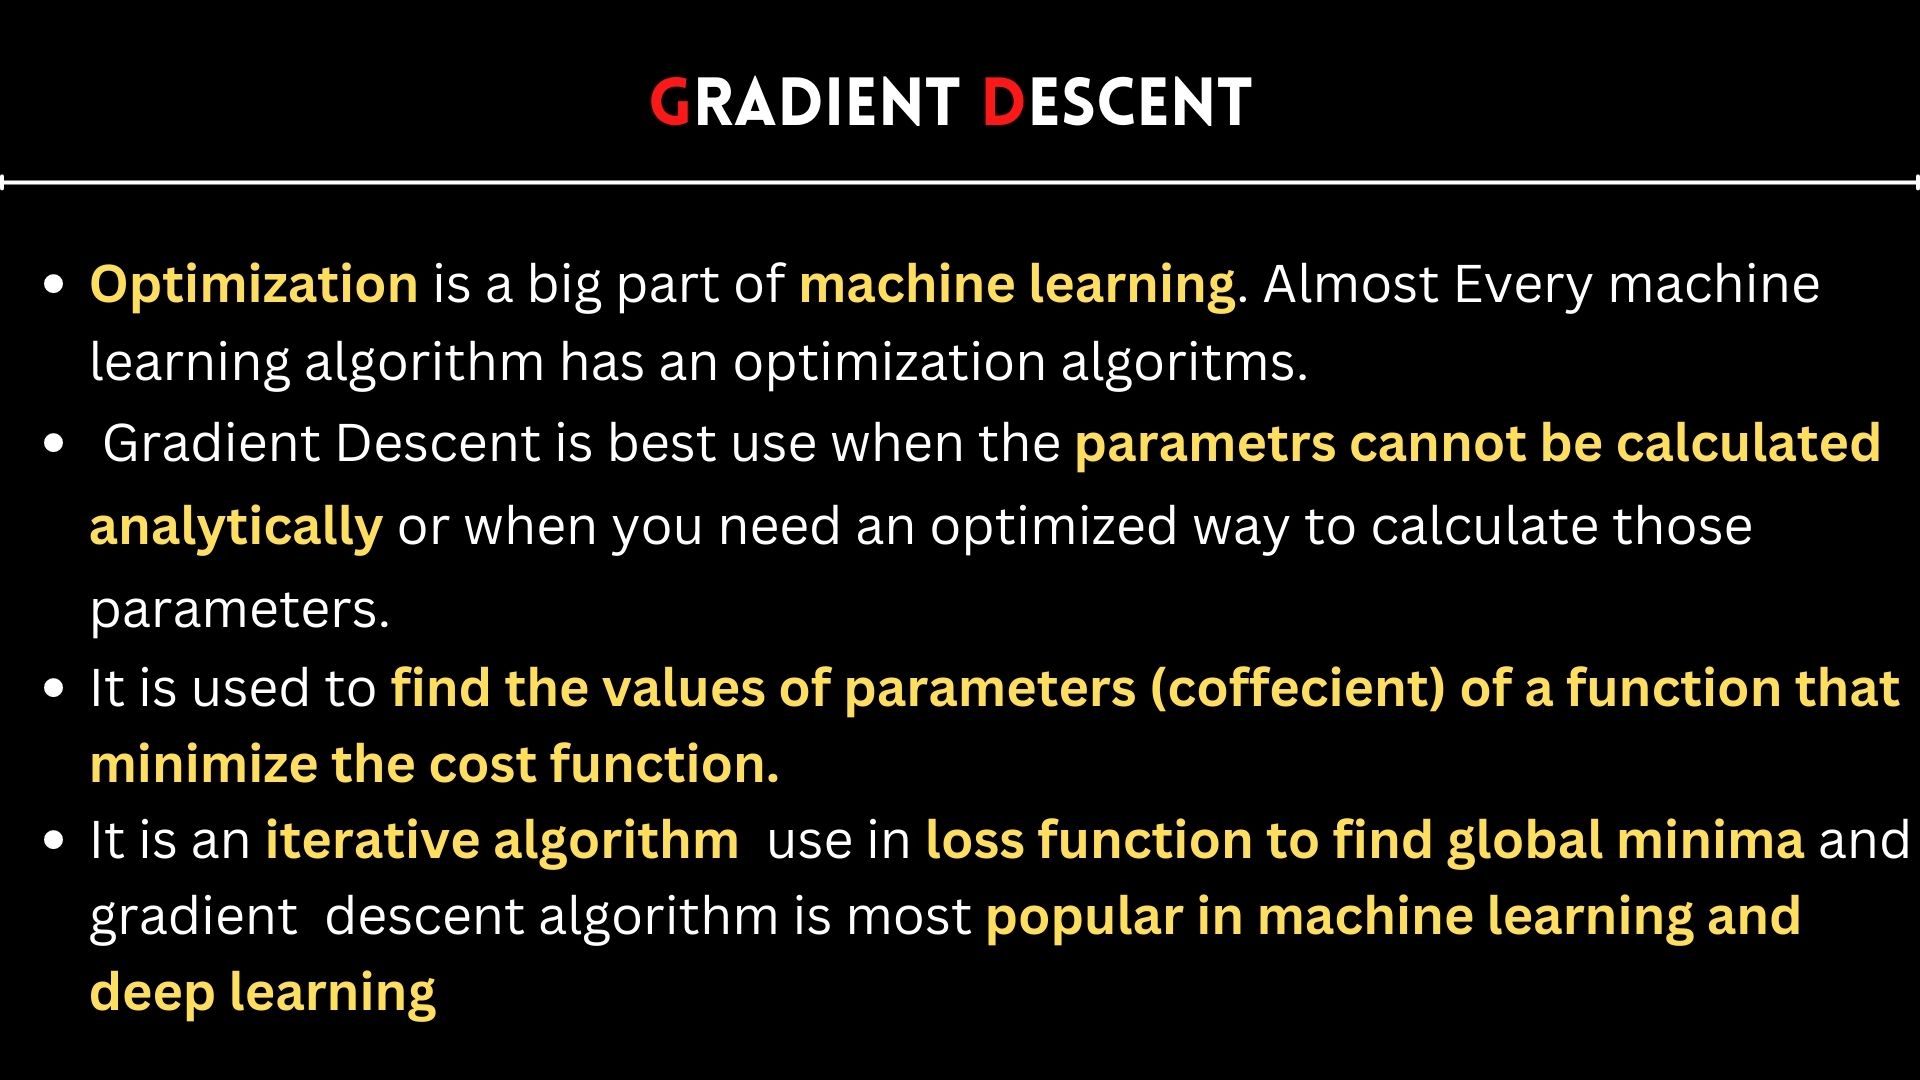 GRADIENT DESCENT
• Optimization is a big part of machine learning. Almost Every machine
learning algorithm has an optimization algoritms.
• Gradient Descent is best use when the parametrs cannot be calculated
analytically or when you need an optimized way to calculate those
parameters.
• It is used to find the values of parameters (coffecient) of a function that
minimize the cost function.
• It is an iterative algorithm use in loss function to find global minima and
gradient descent algorithm is most popular in machine learning and
deep learning